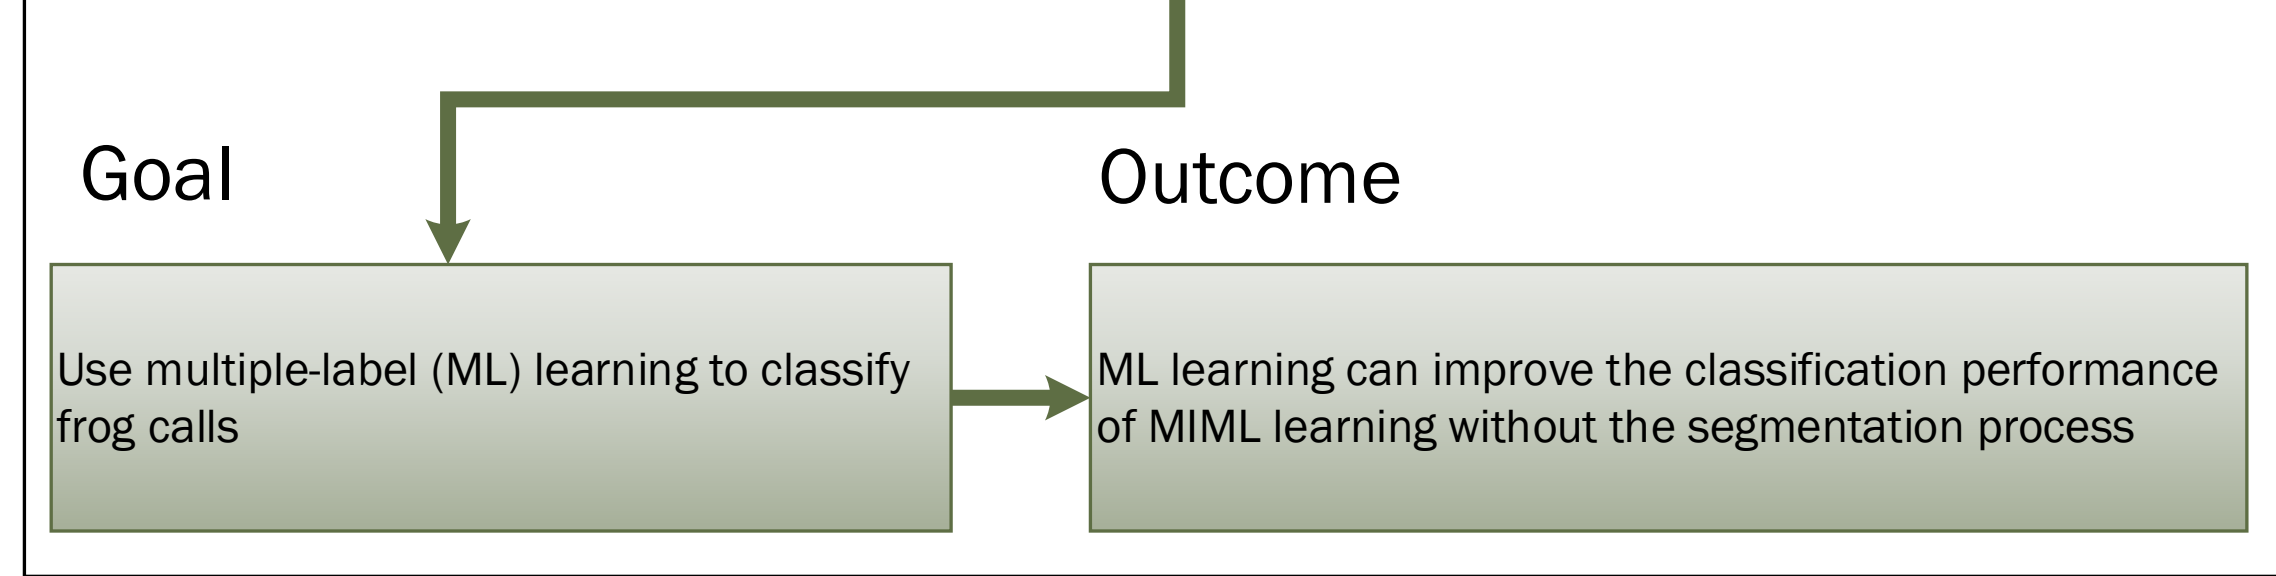 Goal
Outcome
Use multiple-label (ML) learning to classify
frog calls
ML learning can improve the classification performance
of MIML learning without the segmentation process